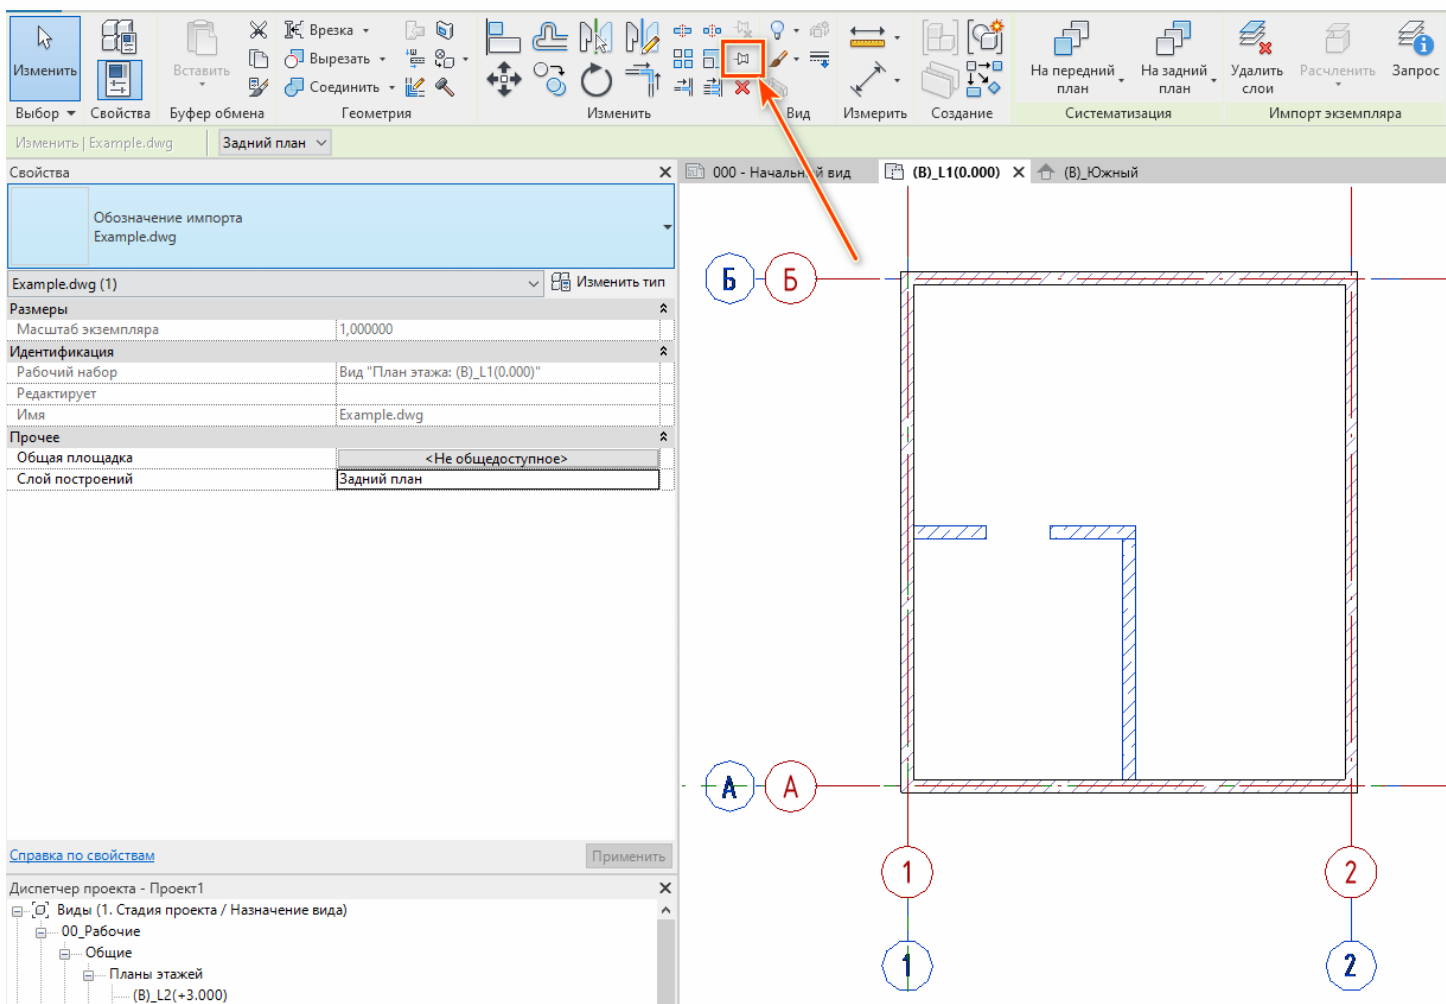 Изменить
Вставить
Врезка
Вырезать
Соединить
На передний
план
На задний
план
Удалить
слои
Расчленить
Запрос
Выбор
Свойства
Буфер обмена
Геометрия
Изменить
Вид
Измерить
Создание
Систематизация
Импорт экземпляра
Изменить | Example.dwg
Задний план
Свойства
000 - Начальный вид
(В)_L1(0.000)
(В)_Южный
Обозначение импорта
Example.dwg
Example.dwg (1)
Изменить тип
Размеры
Масштаб экземпляра
1,000000
Идентификация
Рабочий набор
Вид "План этажа: (В)_L1(0.000)"
Редактирует
Имя
Example.dwg
Прочее
Общая площадка
<Не общедоступное>
Слой построений
Задний план
Справка по свойствам
Применить
Диспетчер проекта - Проект1
Виды (1. Стадия проекта / Назначение вида)
00_Рабочие
Общие
Планы этажей
(В)_L2(+3.000)
Б
Б
А
А
1
2
1
2